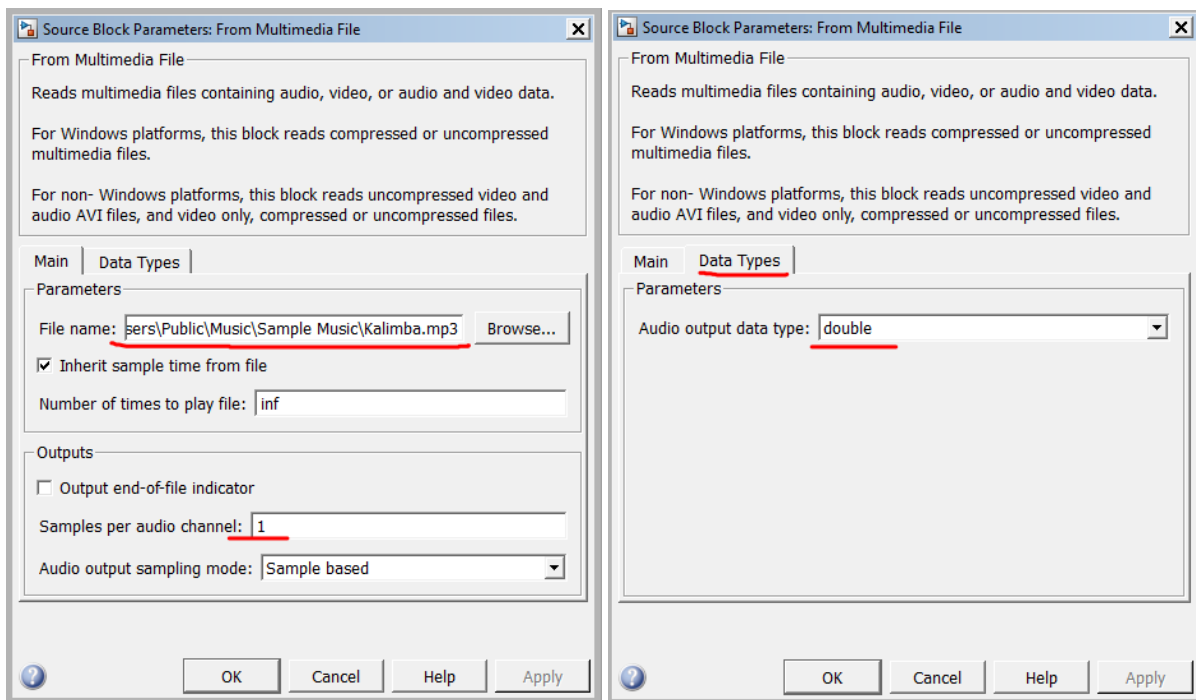 Source Block Parameters: From Multimedia File
From Multimedia File
Reads multimedia files containing audio, video, or audio and video data.
For Windows platforms, this block reads compressed or uncompressed
multimedia files.
For non- Windows platforms, this block reads uncompressed video and
audio AVI files, and video only, compressed or uncompressed files.
Main
Data Types
Parameters
File name: sers\Public\Music\Sample Music\Kalimba.mp3
Browse...
Inherit sample time from file
Number of times to play file: inf
Outputs
Output end-of-file indicator
Samples per audio channel: 1
Audio output sampling mode: Sample based
OK
Cancel
Help
Apply
Source Block Parameters: From Multimedia File
From Multimedia File
Reads multimedia files containing audio, video, or audio and video data.
For Windows platforms, this block reads compressed or uncompressed
multimedia files.
For non- Windows platforms, this block reads uncompressed video and
audio AVI files, and video only, compressed or uncompressed files.
Main
Data Types
Parameters
Audio output data type: double
OK
Cancel
Help
Apply